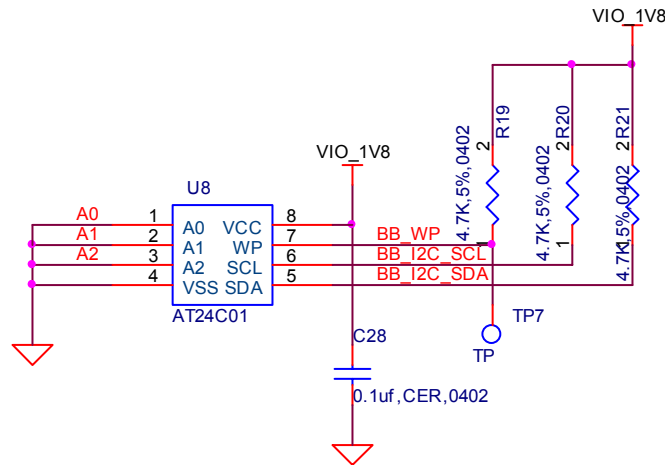 VIO_1V8
R19
R20
R21
2
2
2
4.7K,5%,0402
4.7K,5%,0402
4.7K,5%,0402
1
1
1
VIO_1V8
U8
A0 1 A0 VCC 8
A1 2 A1 WP 7 BB_WP
A2 3 A2 SCL 6 BB_I2C_SCL
4 VSS SDA 5 BB_I2C_SDA
AT24C01
TP7
TP
C28
0.1uf,CER,0402